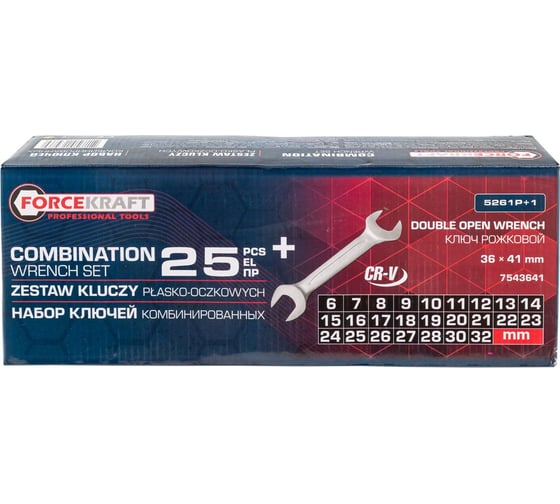 НАБОР КЛЮЧЕЙ
ZESTAW KLUCZY
COMBINATION
FORCEKRAFT
PROFESSIONAL TOOLS
COMBINATION
WRENCH SET
25 PCS
EL
ПР
+
ZESTAW KLUCZY PŁASKO-OCZKOWYCH
НАБОР КЛЮЧЕЙ КОМБИНИРОВАННЫХ
CR-V
5261P+1
DOUBLE OPEN WRENCH
КЛЮЧ РОЖКОВОЙ
36 × 41 mm
7543641
6 7 8 9 10 11 12 13 14
15 16 17 18 19 20 21 22 23
24 25 26 27 28 30 32 mm